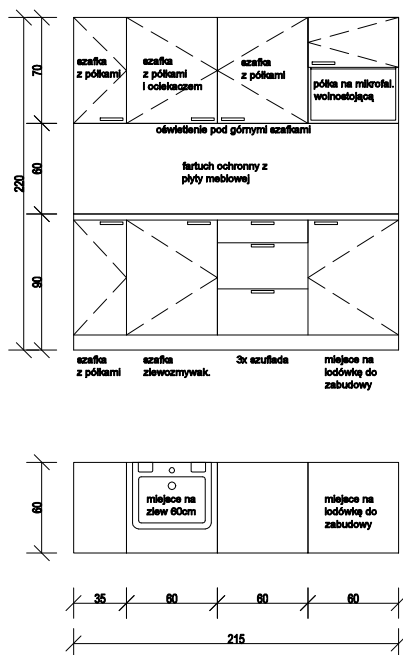 szafka
z półkami
szafka
z półkami
i ociekaczem
szafka
z półkami
półka na mikrofal.
wolnostojącą
oświetlenie pod górnymi szafkami
fartuch ochronny z
płyty meblowej
70
60
90
220
szafka
z półkami
szafka
zlewozmywak.
3x szuflada
miejsce na
lodówkę do
zabudowy
60
miejsce na
zlew 60cm
miejsce na
lodówkę do
zabudowy
35
60
60
60
215